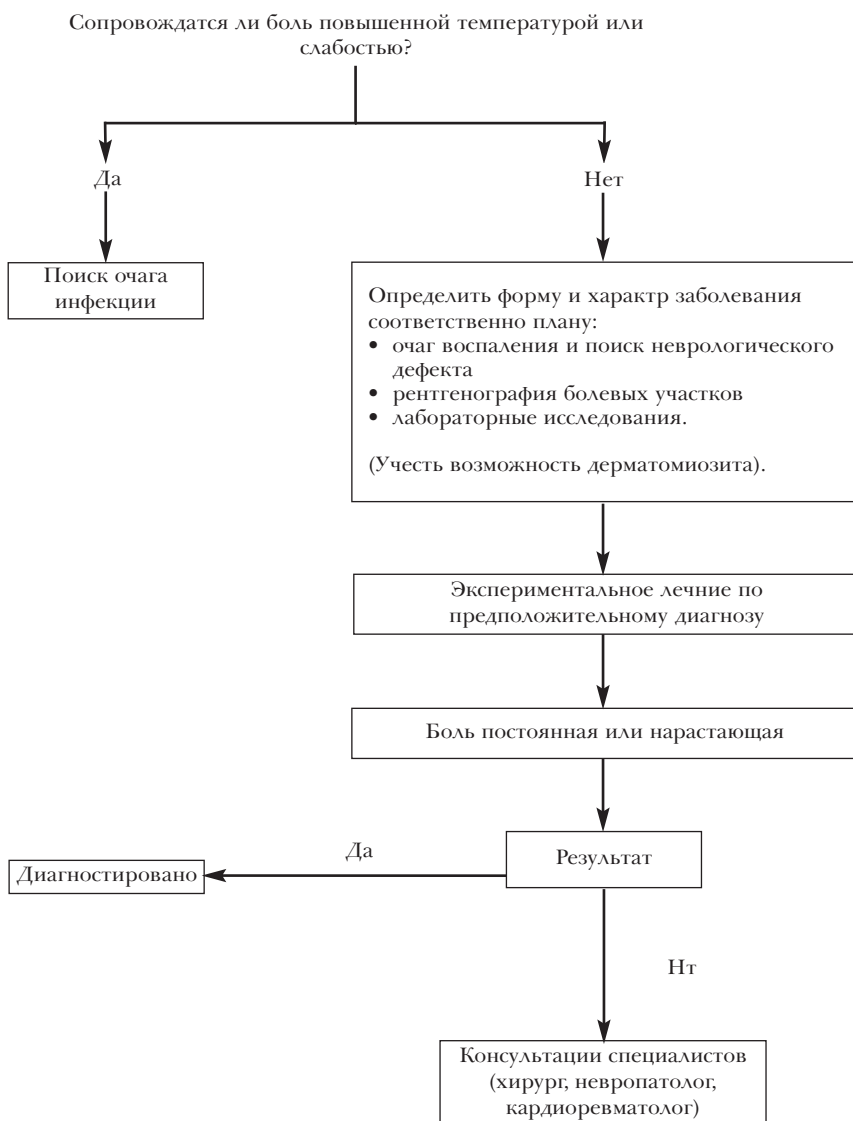 Сопровождатся ли боль повышенной температурой или
слабостью?
Да
Нет
Поиск очага
инфекции
Определить форму и характр заболевания
соответственно плану:
• очаг воспаления и поиск неврологического
дефекта
• рентгенография болевых участков
• лабораторные исследования.
(Учесть возможность дерматомиозита).
Экспериментальное лечние по
предположительному диагнозу
Боль постоянная или нарастающая
Да
Результат
Диагностировано
Нт
Консультации специалистов
(хирург, невропатолог,
кардиоревматолог)